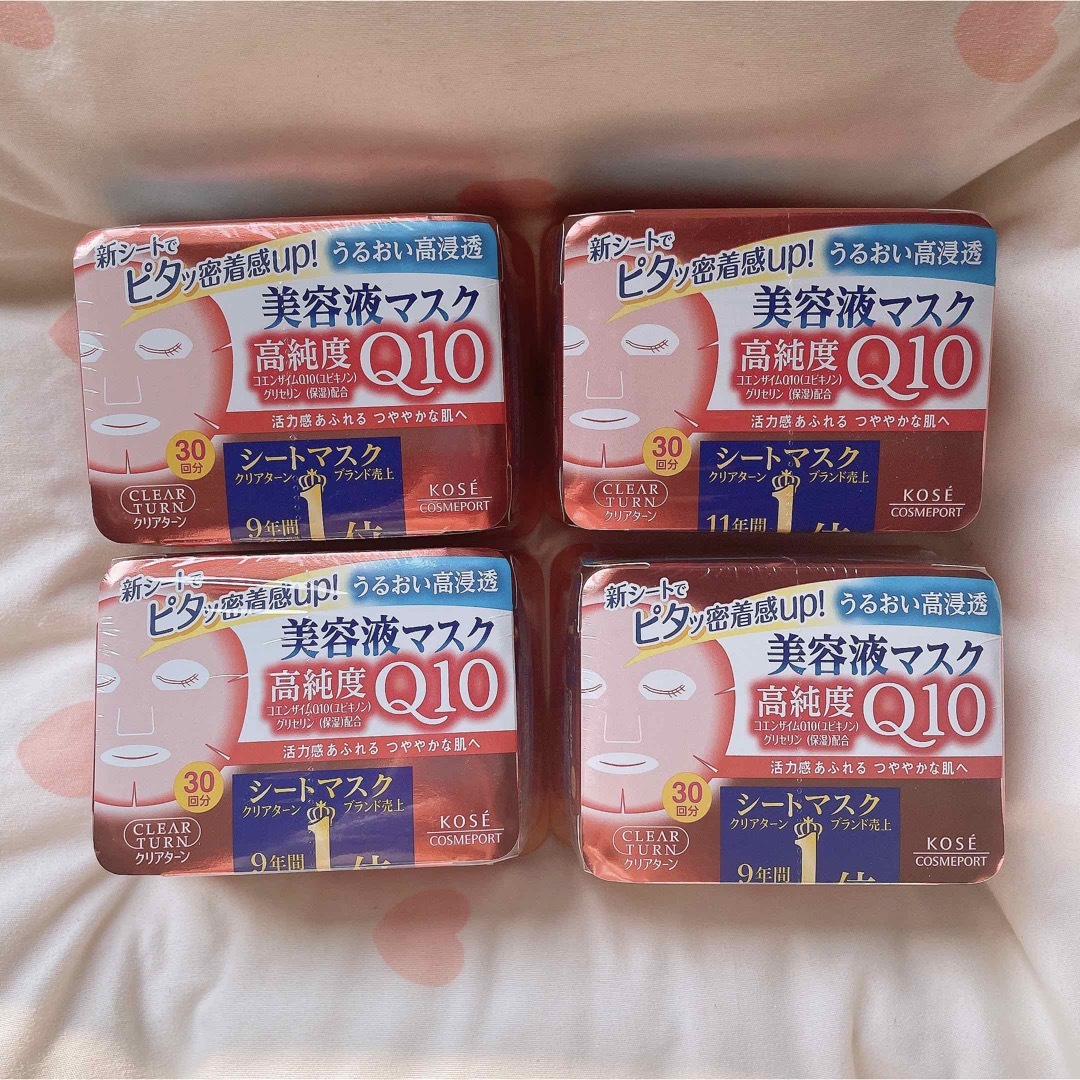 新シートで
ピタッ密着感up!
うるおい高浸透
美容液マスク
高純度
Q10
コエンザイムQ10(ユビキノン)
グリセリン (保湿)配合
活力感あふれる つややかな肌へ
30
回分
シートマスク
クリアターン ブランド売上
9年間
1位
CLEAR
TURN
クリアターン
KOSÉ
COSMEPORT
新シートで
ピタッ密着感up!
うるおい高浸透
美容液マスク
高純度
Q10
コエンザイムQ10(ユビキノン)
グリセリン (保湿)配合
活力感あふれる つややかな肌へ
30
回分
シートマスク
クリアターン ブランド売上
11年間
1位
CLEAR
TURN
クリアターン
KOSÉ
COSMEPORT
新シートで
ピタッ密着感up!
うるおい高浸透
美容液マスク
高純度
Q10
コエンザイムQ10(ユビキノン)
グリセリン (保湿)配合
活力感あふれる つややかな肌へ
30
回分
シートマスク
クリアターン ブランド売上
9年間
1位
CLEAR
TURN
クリアターン
KOSÉ
COSMEPORT
新シートで
ピタッ密着感up!
うるおい高浸透
美容液マスク
高純度
Q10
コエンザイムQ10(ユビキノン)
グリセリン (保湿)配合
活力感あふれる つややかな肌へ
30
回分
シートマスク
クリアターン ブランド売上
9年間
1位
CLEAR
TURN
クリアターン
KOSÉ
COSMEPORT